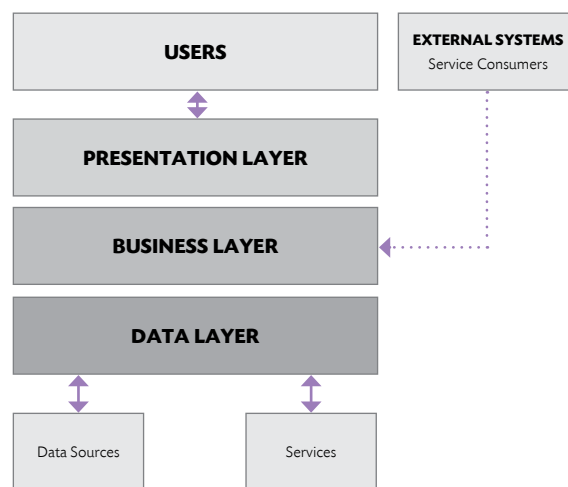 USERS
EXTERNAL SYSTEMS
Service Consumers
PRESENTATION LAYER
BUSINESS LAYER
DATA LAYER
Data Sources
Services